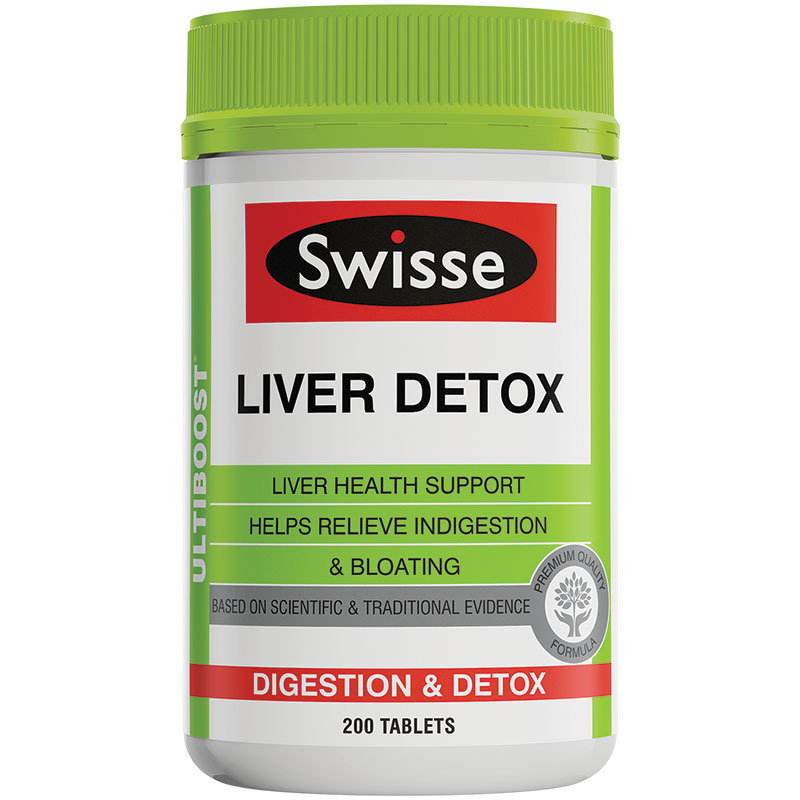 Swisse
ULTIBOOST®
LIVER DETOX
LIVER HEALTH SUPPORT
HELPS RELIEVE INDIGESTION
& BLOATING
BASED ON SCIENTIFIC & TRADITIONAL EVIDENCE
PREMIUM QUALITY
FORMULA
DIGESTION & DETOX
200 TABLETS